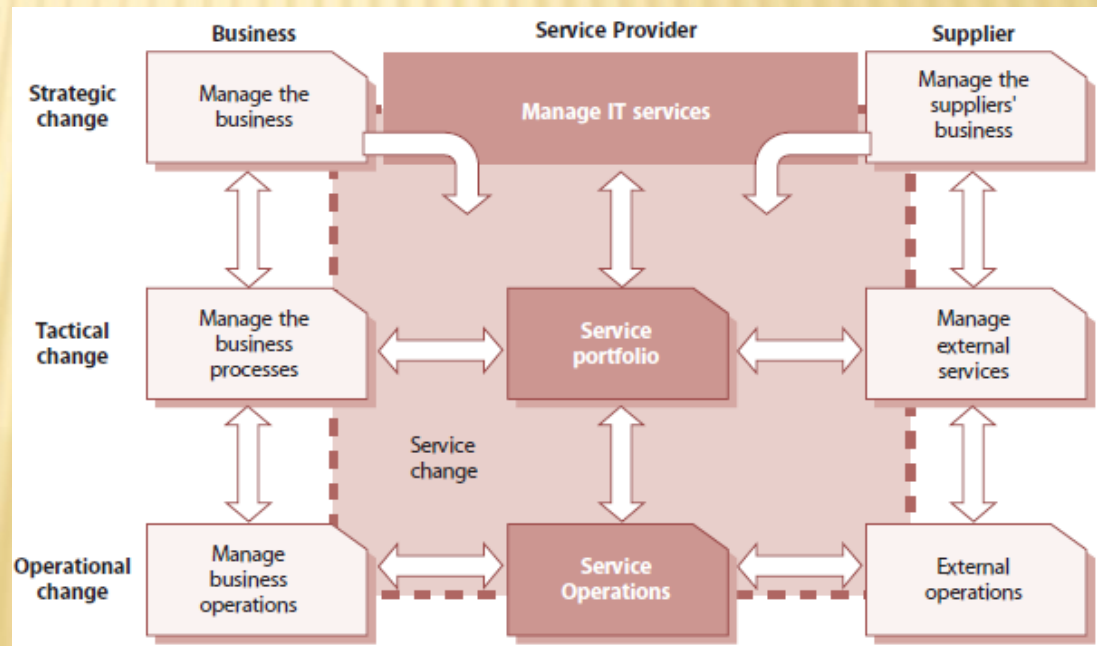 Business
Service Provider
Supplier
Strategic
change
Manage the
business
Manage IT services
Manage the
suppliers'
business
Tactical
change
Manage the
business
processes
Service
portfolio
Manage
external
services
Service
change
Operational
change
Manage
business
operations
Service
Operations
External
operations